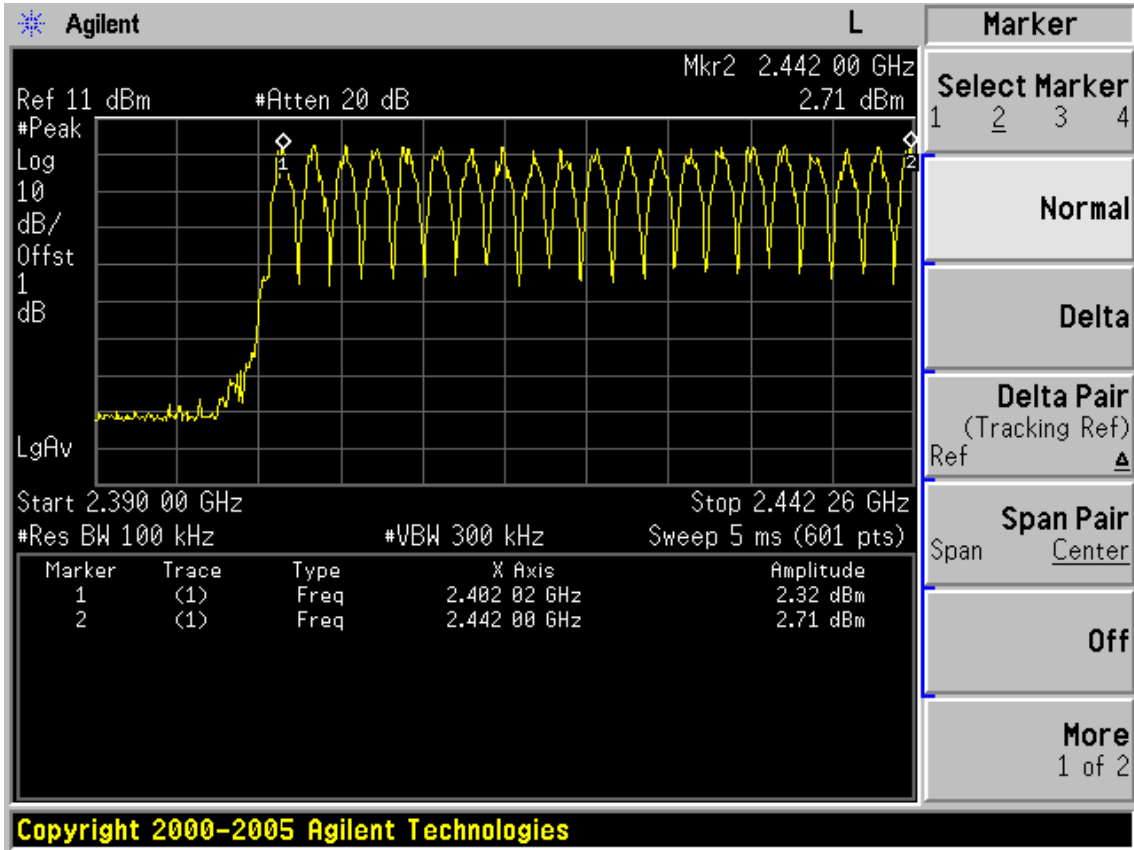 Agilent L
Mkr2 2.442 00 GHz
Ref 11 dBm #Atten 20 dB 2.71 dBm
#Peak
Log
10
dB/
Offst
1
dB
LgAv
1
2
Start 2.390 00 GHz Stop 2.442 26 GHz
#Res BW 100 kHz #VBW 300 kHz Sweep 5 ms (601 pts)
Marker Trace Type X Axis Amplitude
1 (1) Freq 2.402 02 GHz 2.32 dBm
2 (1) Freq 2.442 00 GHz 2.71 dBm
Copyright 2000-2005 Agilent Technologies
Marker
Select Marker
1 2 3 4
Normal
Delta
Delta Pair
(Tracking Ref)
Ref Δ
Span Pair
Span Center
Off
More
1 of 2